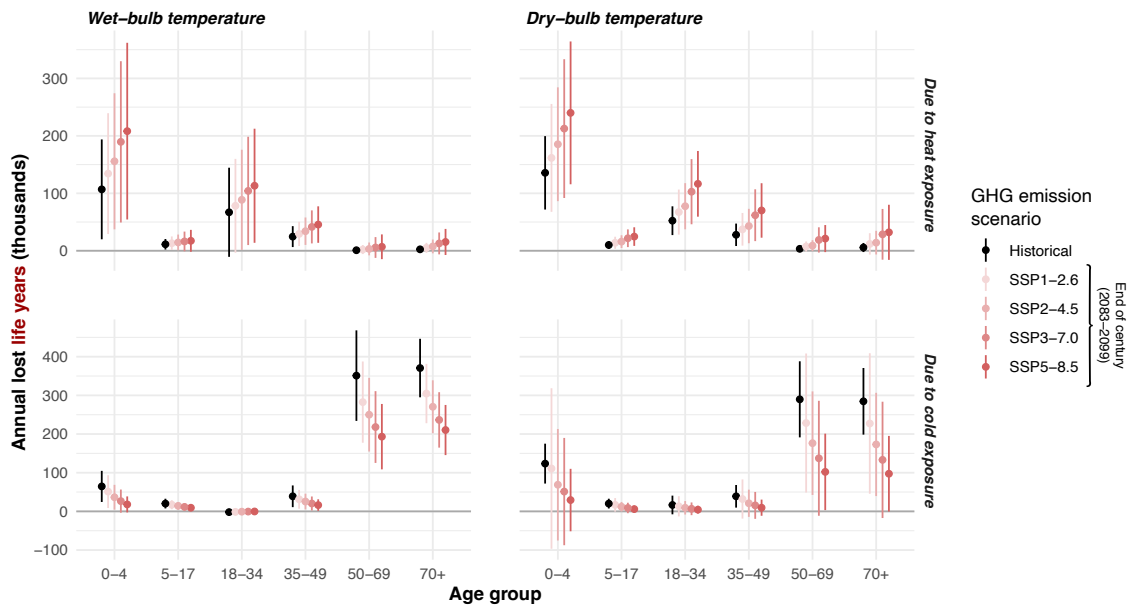 Wet−bulb temperature
Dry−bulb temperature
Annual lost life years (thousands)
300
200
100
0
Due to heat exposure
400
300
200
100
0
−100
Due to cold exposure
0−4
5−17
18−34
35−49
50−69
70+
0−4
5−17
18−34
35−49
50−69
70+
Age group
GHG emission
scenario
Historical
SSP1−2.6
SSP2−4.5
SSP3−7.0
SSP5−8.5
End of century
(2083−2099)